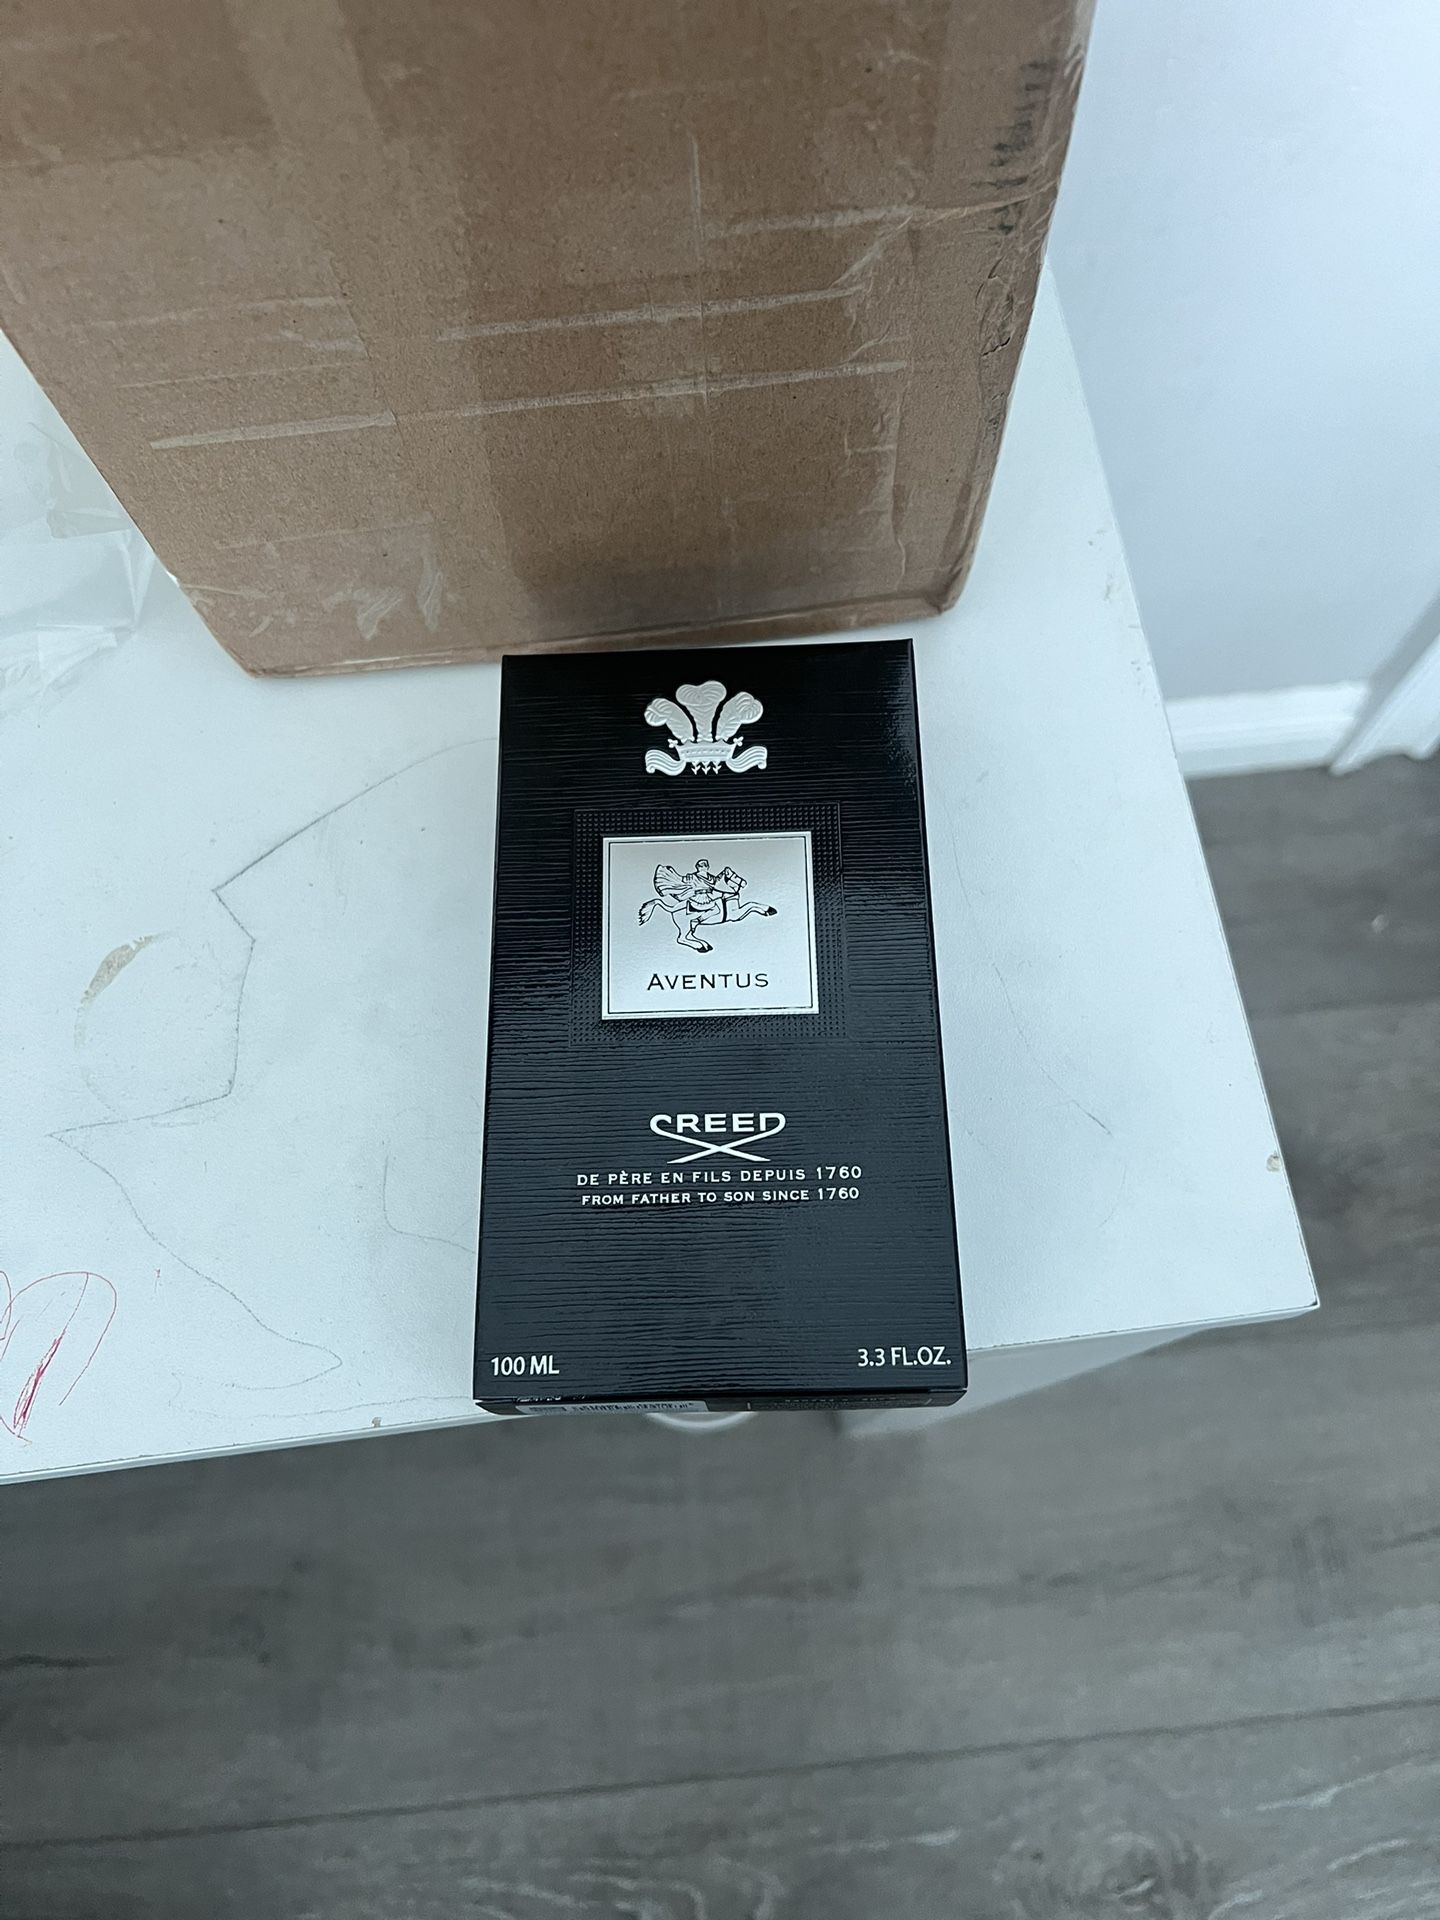 AVENTUS
CREED
DE PÈRE EN FILS DEPUIS 1760
FROM FATHER TO SON SINCE 1760
100 ML
3.3 FL.OZ.